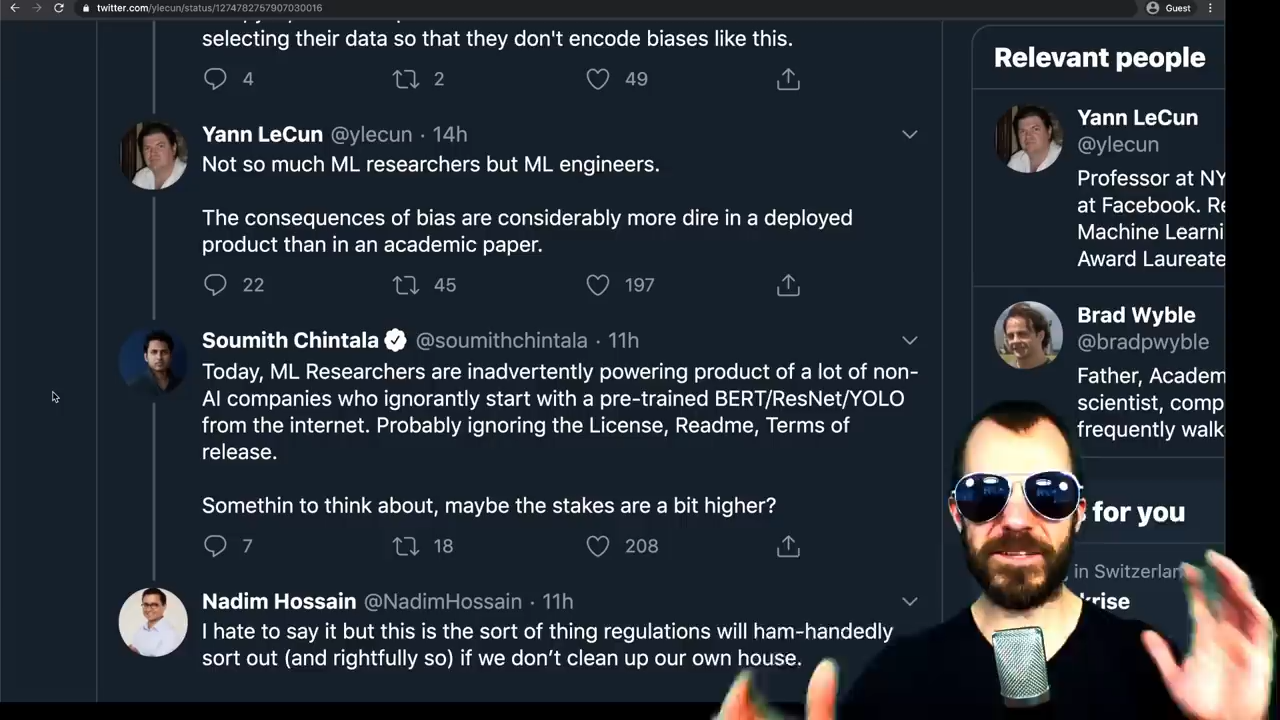 twitter.com/ylecun/status/1274782757907030016
Guest
selecting their data so that they don't encode biases like this.
4 2 49
Yann LeCun @ylecun · 14h
Not so much ML researchers but ML engineers.
The consequences of bias are considerably more dire in a deployed
product than in an academic paper.
22 45 197
Soumith Chintala @soumithchintala · 11h
Today, ML Researchers are inadvertently powering product of a lot of non-
AI companies who ignorantly start with a pre-trained BERT/ResNet/YOLO
from the internet. Probably ignoring the License, Readme, Terms of
release.
Somethin to think about, maybe the stakes are a bit higher?
7 18 208
Nadim Hossain @NadimHossain · 11h
I hate to say it but this is the sort of thing regulations will ham-handedly
sort out (and rightfully so) if we don't clean up our own house.
Relevant people
Yann LeCun
@ylecun
Professor at NY
at Facebook. Re
Machine Learni
Award Laureate
Brad Wyble
@bradpwyble
Father, Academ
scientist, comp
frequently walk
for you
in Switzerlan